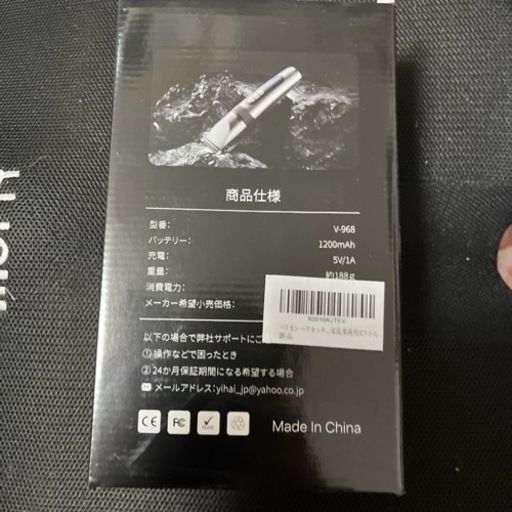 商品仕様
型番: V-968
バッテリー: 1200mAh
充電: 5V/1A
重量: 約188g
消費電力:
メーカー希望小売価格:
新品
以下の場合で弊社サポートにご
① 操作などで困ったとき
② 24か月保証期間になる希望する場合
メールアドレス:yihai_jp@yahoo.co.jp
CE FC RoHS
Made In China